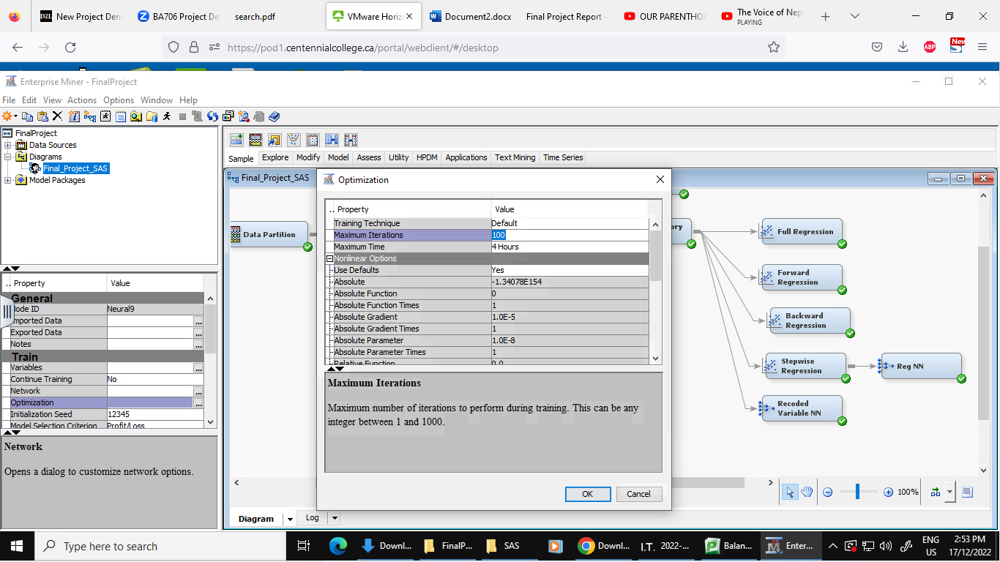 D2L New Project Den
BA706 Project De
search.pdf
VMware Horizo
Document2.docx
Final Project Report -
OUR PARENTHO
The Voice of Nep
PLAYING
https://pod1.centennialcollege.ca/portal/webclient/#/desktop
ABP
New
Enterprise Miner - FinalProject
File Edit View Actions Options Window Help
FinalProject
Data Sources
Diagrams
Final_Project_SAS
Model Packages
Sample Explore Modify Model Assess Utility HPDM Applications Text Mining Time Series
Final_Project_SAS
Data Partition
ory
Full Regression
Forward
Regression
Backward
Regression
Stepwise
Regression
Reg NN
Recoded
Variable NN
Optimization
.. Property Value
Training Technique Default
Maximum Iterations 100
Maximum Time 4 Hours
Nonlinear Options
Use Defaults Yes
Absolute -1.34078E154
Absolute Function 0
Absolute Function Times 1
Absolute Gradient 1.0E-5
Absolute Gradient Times 1
Absolute Parameter 1.0E-8
Absolute Parameter Times 1
Relative Function 0.0
Maximum Iterations
Maximum number of iterations to perform during training. This can be any
integer between 1 and 1000.
OK Cancel
.. Property Value
General
Node ID Neural9
Imported Data ...
Exported Data ...
Notes ...
Train
Variables ...
Continue Training No
Network ...
Optimization ...
Initialization Seed 12345
Model Selection Criterion Profit/Loss
Network
Opens a dialog to customize network options.
100%
Diagram Log
Type here to search
Downl...
FinalP...
SAS
Downl...
I.T. 2022-...
Balan...
Enter...
ENG
US
2:53 PM
17/12/2022